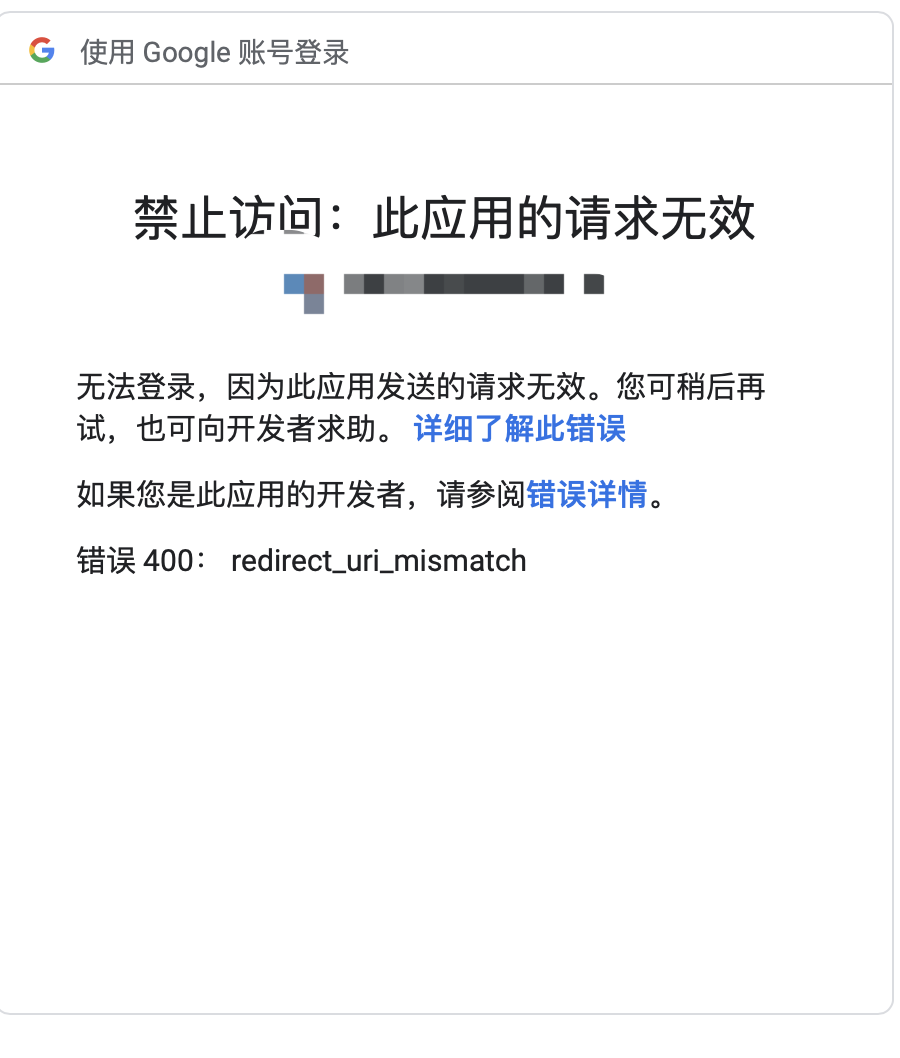 使用 Google 账号登录
禁止访问：此应用的请求无效
无法登录，因为此应用发送的请求无效。您可稍后再
试，也可向开发者求助。 详细了解此错误
如果您是此应用的开发者，请参阅错误详情。
错误 400： redirect_uri_mismatch